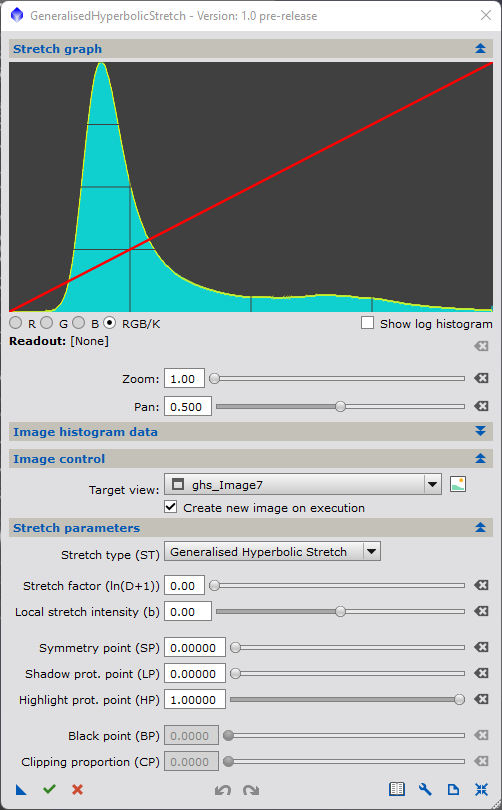 GeneralisedHyperbolicStretch - Version: 1.0 pre-release
Stretch graph
R G B RGB/K Show log histogram
Readout: [None]
Zoom: 1.00
Pan: 0.500
Image histogram data
Image control
Target view: ghs_Image7
Create new image on execution
Stretch parameters
Stretch type (ST) Generalised Hyperbolic Stretch
Stretch factor (ln(D+1)) 0.00
Local stretch intensity (b) 0.00
Symmetry point (SP) 0.00000
Shadow prot. point (LP) 0.00000
Highlight prot. point (HP) 1.00000
Black point (BP) 0.0000
Clipping proportion (CP) 0.0000